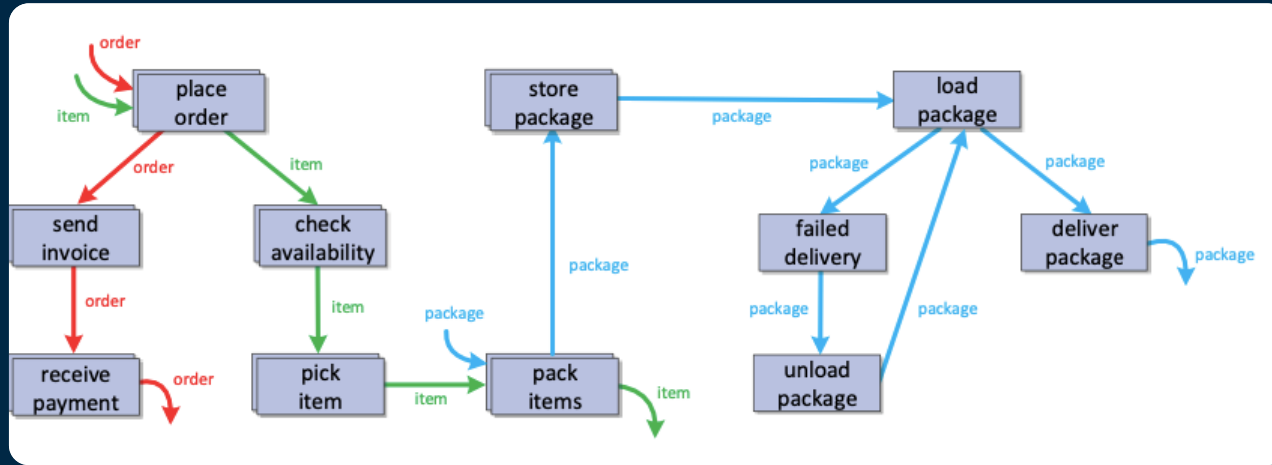 order
item
place
order
order
item
send
invoice
check
availability
order
item
receive
payment
order
pick
item
item
package
pack
items
item
package
store
package
package
load
package
package
package
failed
delivery
deliver
package
package
package
package
unload
package